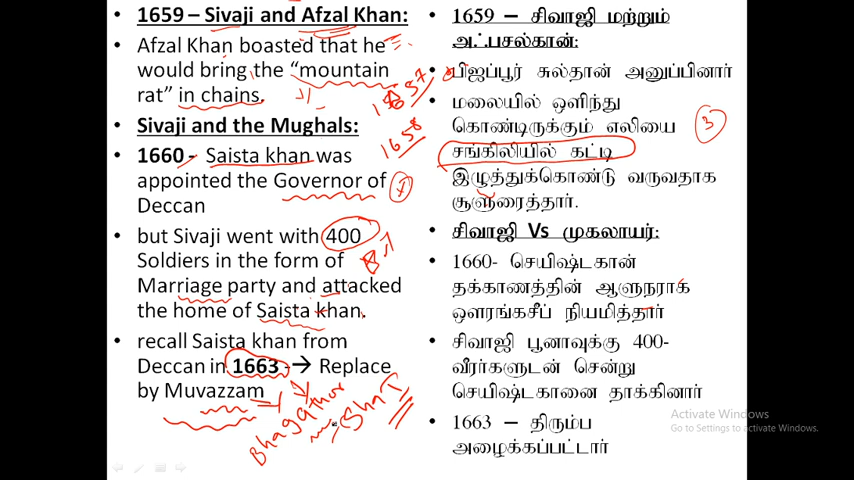 • 1659 – Sivaji and Afzal Khan:
• Afzal Khan boasted that he
would bring the “mountain
rat” in chains.
• Sivaji and the Mughals:
• 1660 - Saista khan was
appointed the Governor of
Deccan
• but Sivaji went with 400
Soldiers in the form of
Marriage party and attacked
the home of Saista khan.
• recall Saista khan from
Deccan in 1663 -→ Replace
by Muvazzam
1657
1658
• 1659 – சிவாஜி மற்றும்
அஃப்சல்கான்:
• பிஜப்பூர் சுல்தான் அனுப்பினார்
• மலையில் ஒளிந்து
கொண்டிருக்கும் எலியை
சங்கிலியில் கட்டி
இழுத்துக்கொண்டு வருவதாக
சூளுரைத்தார்.
3
• சிவாஜி Vs முகலாயர்:
• 1660- செயிஷ்டகான்
தக்காணத்தின் ஆளுநராக
ஔரங்கசீப் நியமித்தார்
• சிவாஜி பூனாவுக்கு 400-
வீரர்களுடன் சென்று
செயிஷ்டகானை தாக்கினார்
• 1663 – திரும்ப
அழைக்கப்பட்டார்
Activate Windows
Go to Settings to activate Windows.